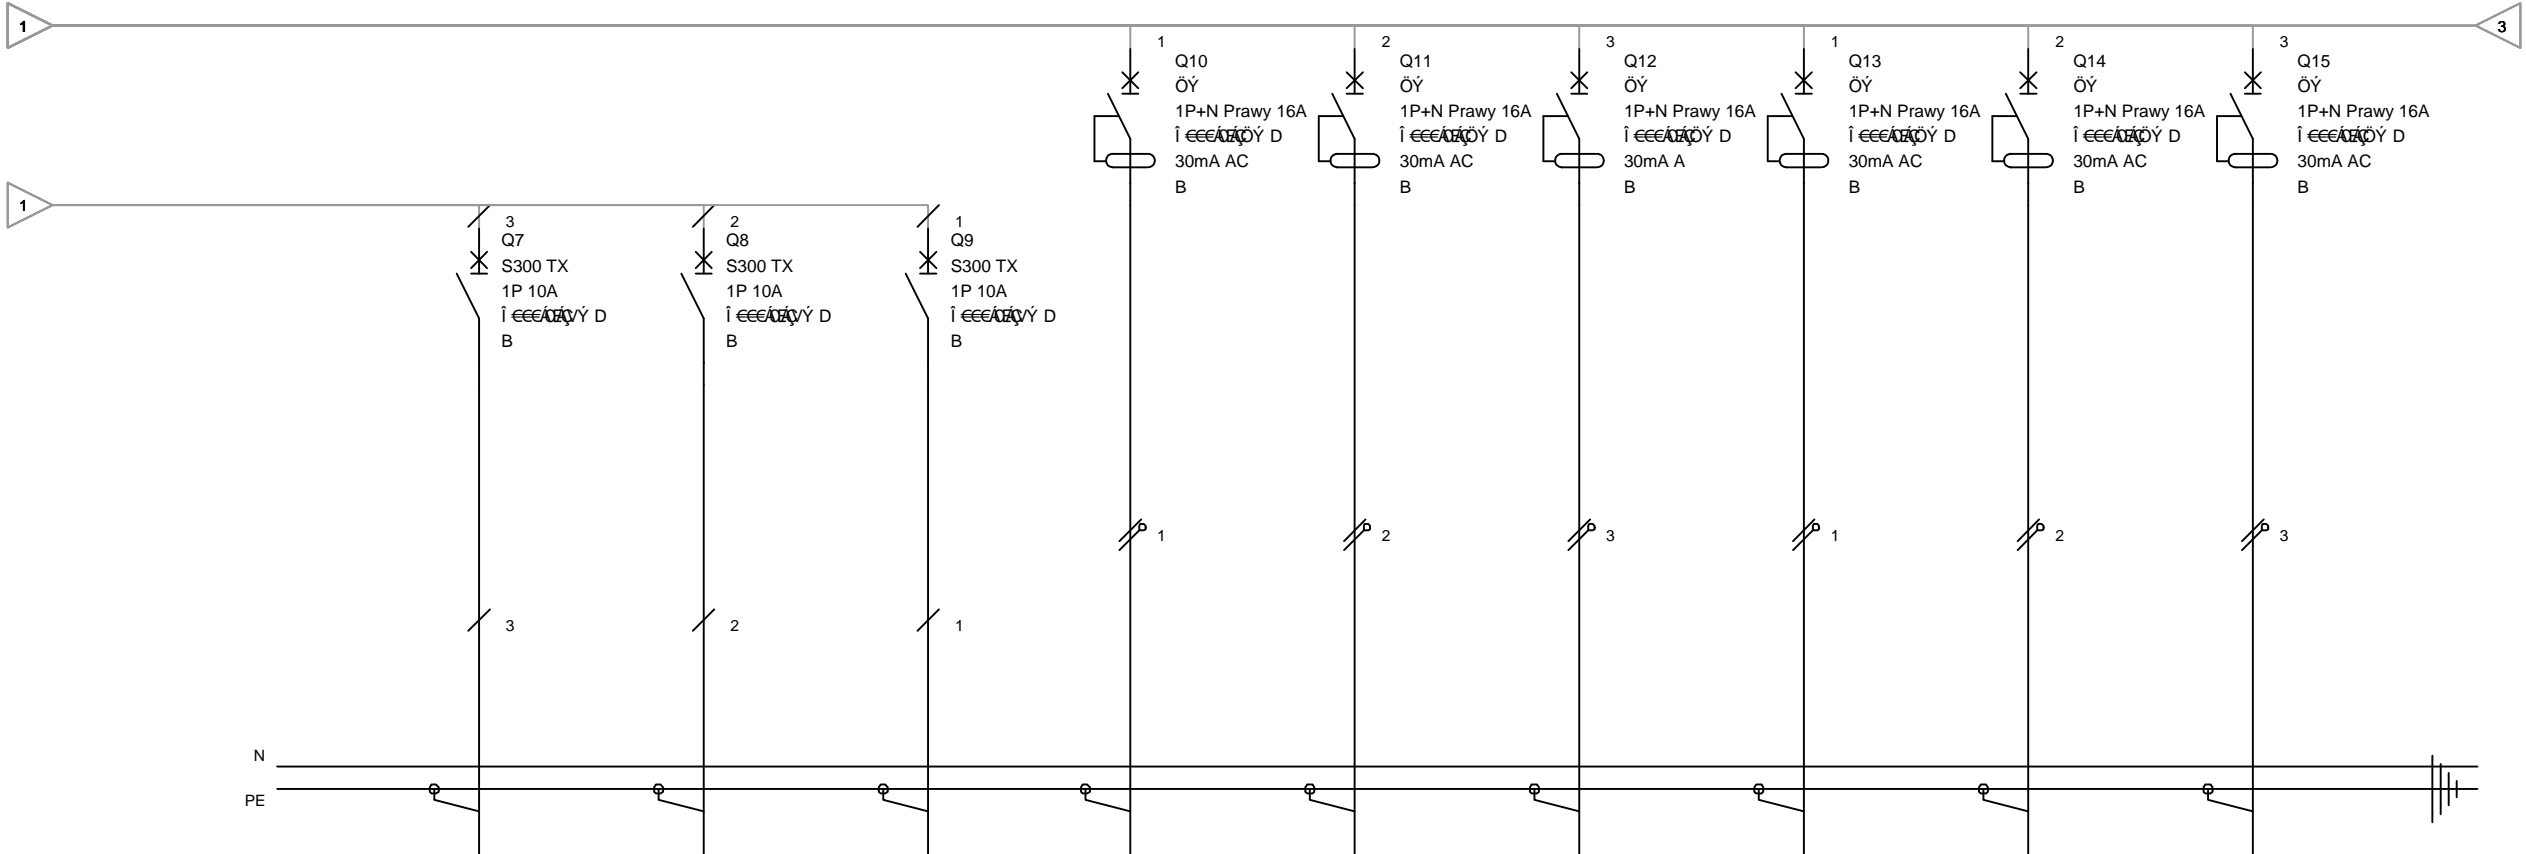 1
3
1
Q10
ÖÝ
1P+N Prawy 16A
30mA AC
B
2
Q11
ÖÝ
1P+N Prawy 16A
30mA AC
B
3
Q12
ÖÝ
1P+N Prawy 16A
30mA A
B
1
Q13
ÖÝ
1P+N Prawy 16A
30mA AC
B
2
Q14
ÖÝ
1P+N Prawy 16A
30mA AC
B
3
Q15
ÖÝ
1P+N Prawy 16A
30mA AC
B
1
3
Q7
S300 TX
1P 10A
B
2
Q8
S300 TX
1P 10A
B
1
Q9
S300 TX
1P 10A
B
1
2
3
1
2
3
3
2
1
N
PE